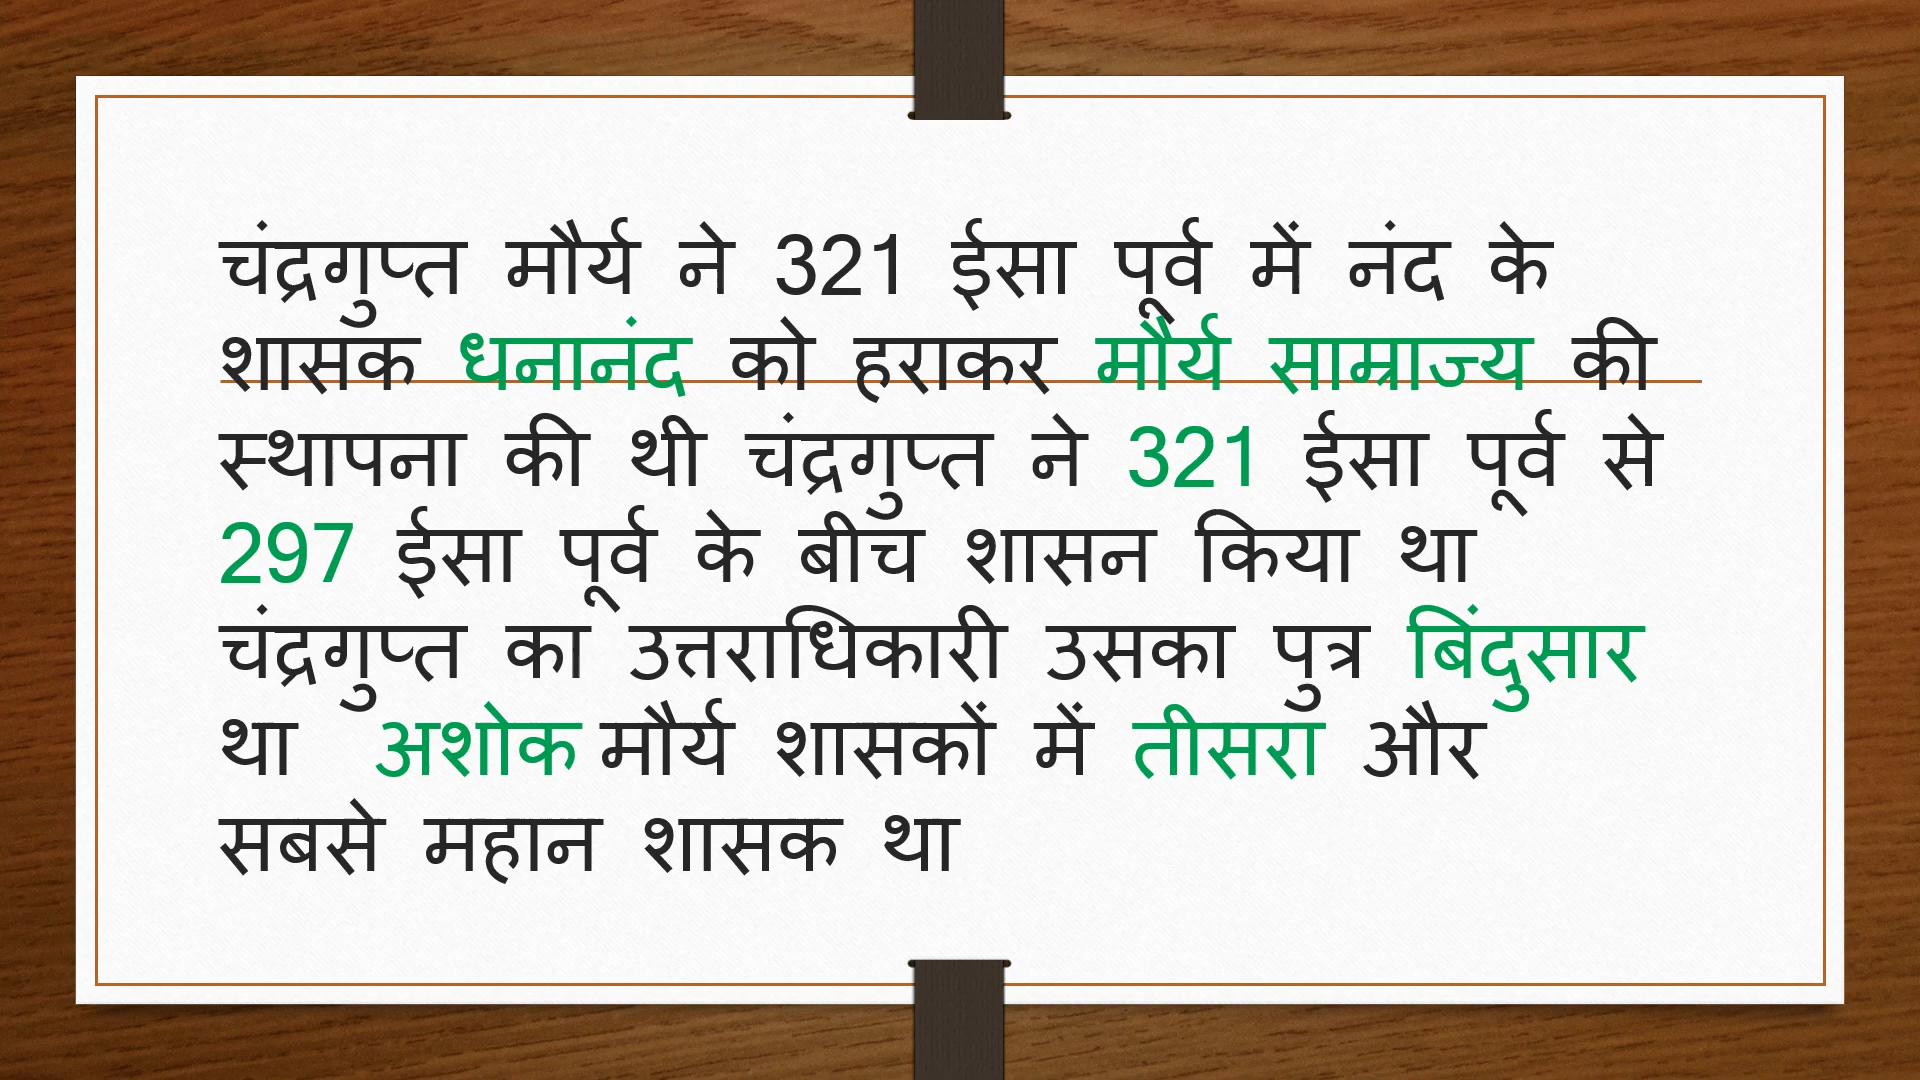 चंद्रगुप्त मौर्य ने 321 ईसा पूर्व में नंद के
शासक धनानंद को हराकर मौर्य साम्राज्य की
स्थापना की थी चंद्रगुप्त ने 321 ईसा पूर्व से
297 ईसा पूर्व के बीच शासन किया था
चंद्रगुप्त का उत्तराधिकारी उसका पुत्र बिंदुसार
था अशोक मौर्य शासकों में तीसरा और
सबसे महान शासक था